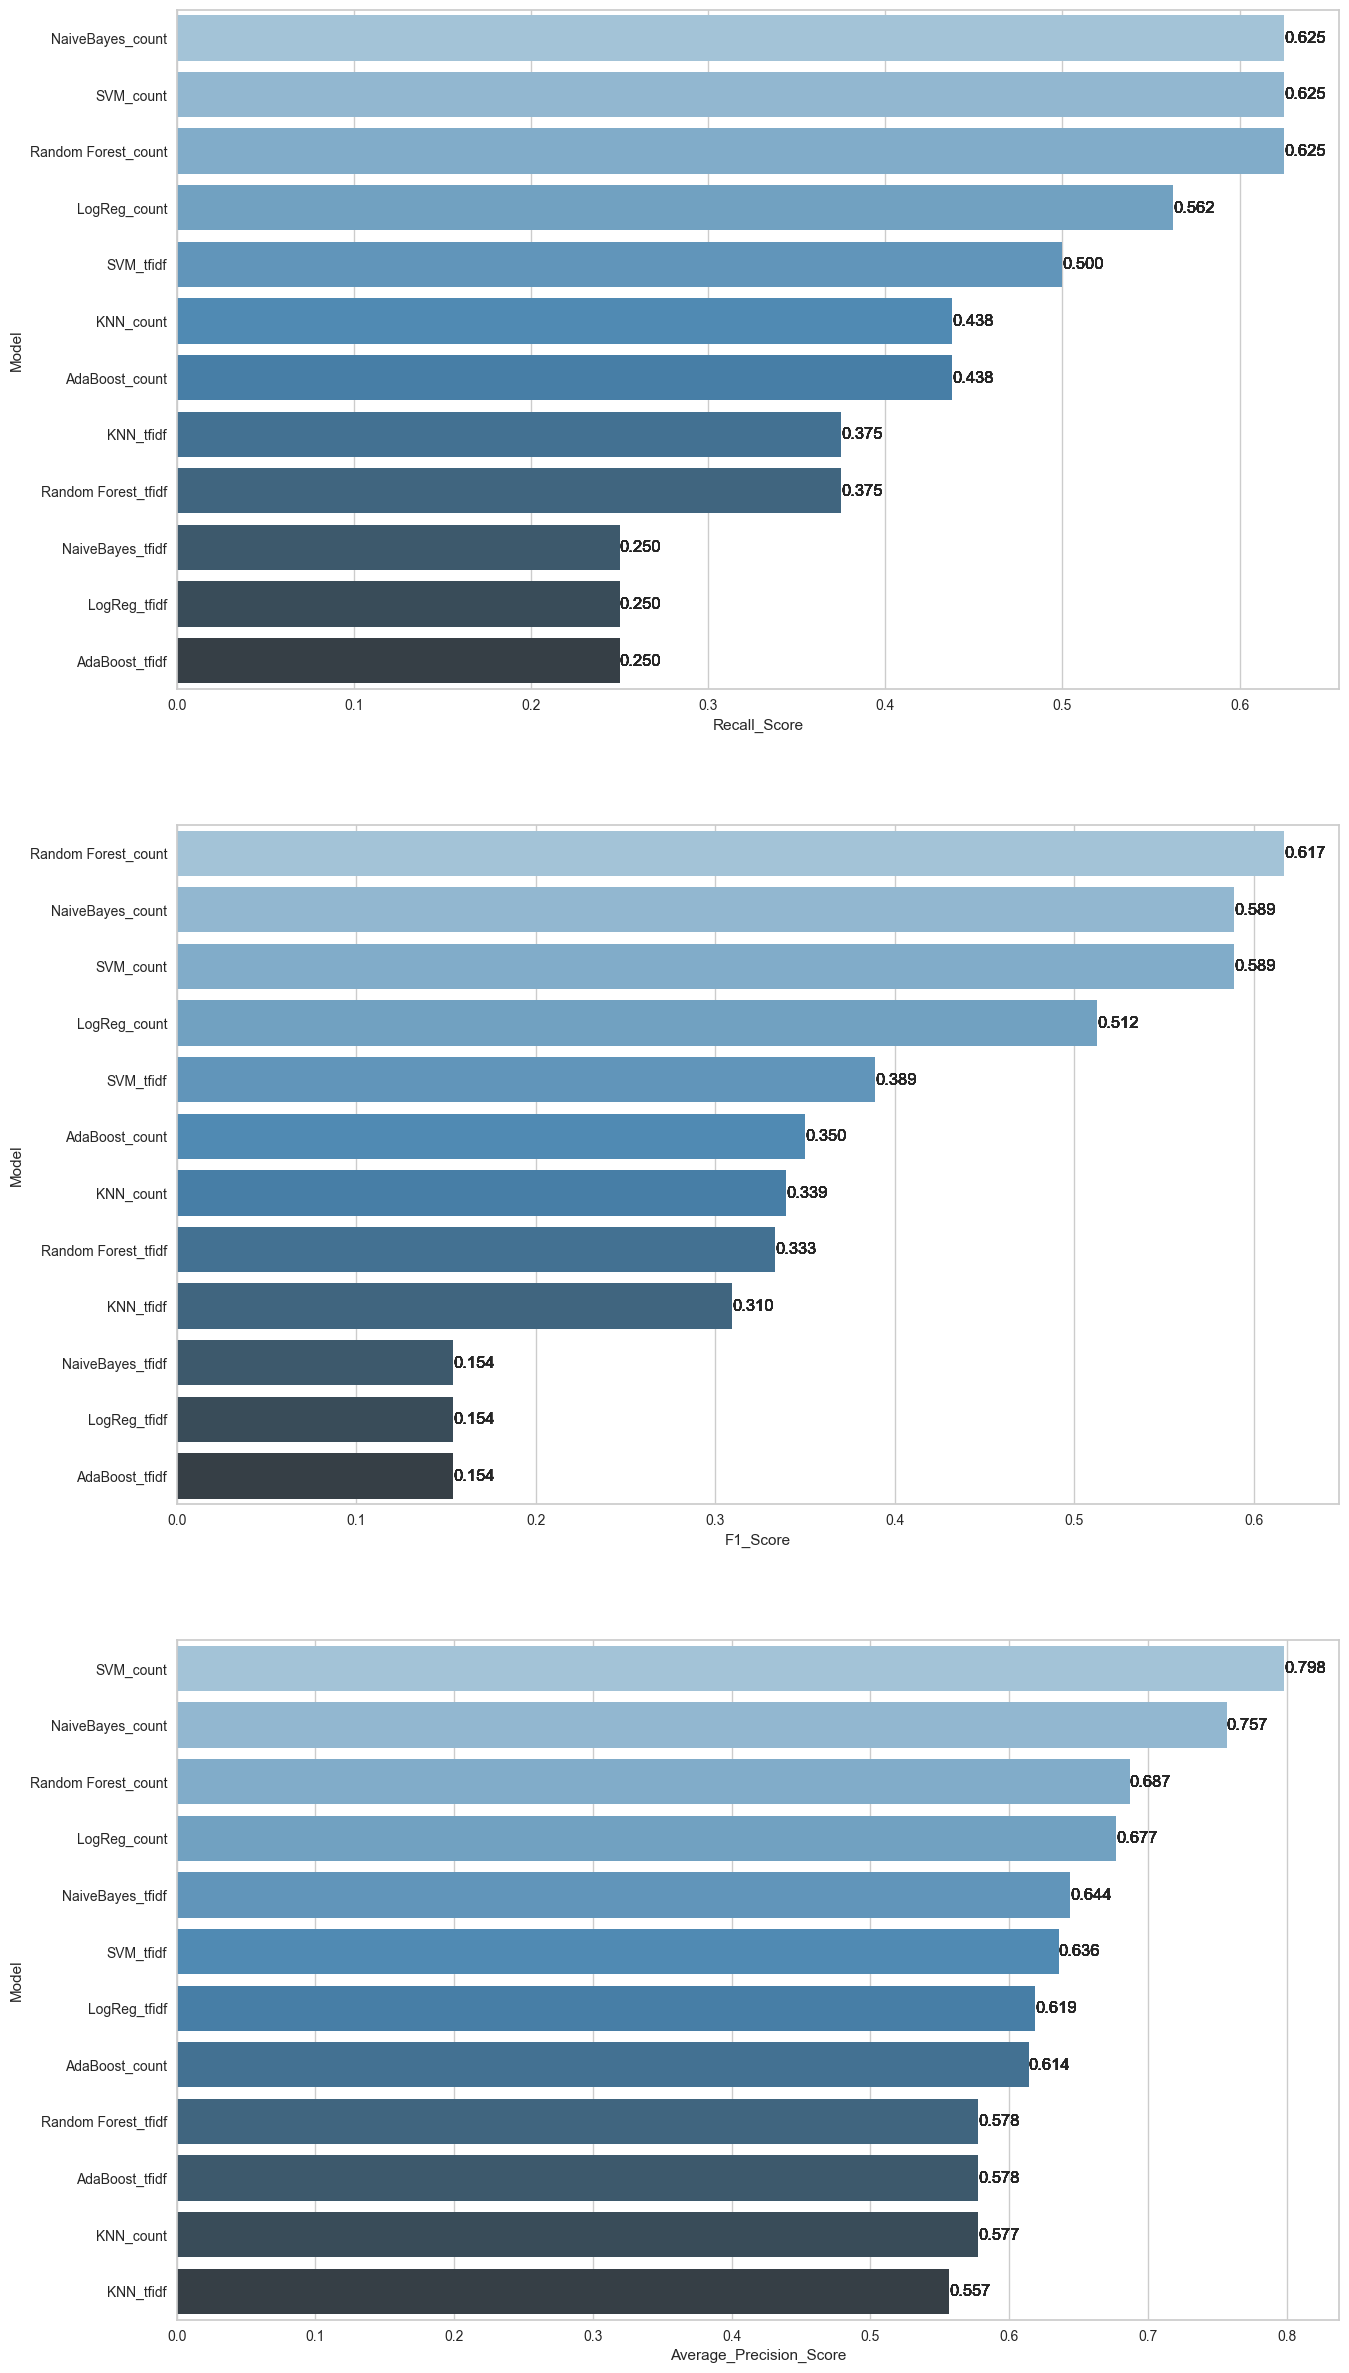 NaiveBayes_count 0.625
SVM_count 0.625
Random Forest_count 0.625
LogReg_count 0.562
SVM_tfidf 0.500
KNN_count 0.438
Model
AdaBoost_count 0.438
KNN_tfidf 0.375
Random Forest_tfidf 0.375
NaiveBayes_tfidf 0.250
LogReg_tfidf 0.250
AdaBoost_tfidf 0.250
0.0 0.1 0.2 0.3 0.4 0.5 0.6
Recall_Score
Random Forest_count 0.617
NaiveBayes_count 0.589
SVM_count 0.589
LogReg_count 0.512
SVM_tfidf 0.389
AdaBoost_count 0.350
Model
KNN_count 0.339
Random Forest_tfidf 0.333
KNN_tfidf 0.310
NaiveBayes_tfidf 0.154
LogReg_tfidf 0.154
AdaBoost_tfidf 0.154
0.0 0.1 0.2 0.3 0.4 0.5 0.6
F1_Score
SVM_count 0.798
NaiveBayes_count 0.757
Random Forest_count 0.687
LogReg_count 0.677
NaiveBayes_tfidf 0.644
SVM_tfidf 0.636
Model
LogReg_tfidf 0.619
AdaBoost_count 0.614
Random Forest_tfidf 0.578
AdaBoost_tfidf 0.578
KNN_count 0.577
KNN_tfidf 0.557
0.0 0.1 0.2 0.3 0.4 0.5 0.6 0.7 0.8
Average_Precision_Score